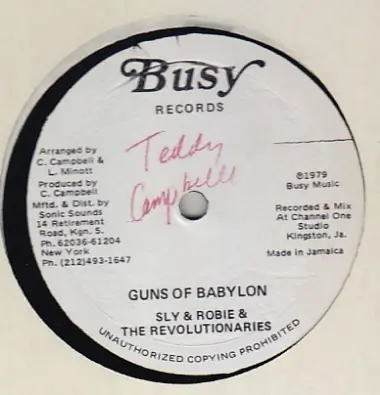 Busy
RECORDS
Arranged by
C. Campbell &
L. Minott
Produced by
C. Campbell
Mftd. & Dist. by
Sonic Sounds
14 Retirement
Road, Kgn. 5.
Ph. 62036-61204
New York
Ph. (212)493-1647
Teddy
Campbelle
℗1979
Busy Music
Recorded & Mix
At Channel One
Studio
Kingston, Ja.
Made in Jamaica
GUNS OF BABYLON
SLY & ROBIE &
THE REVOLUTIONARIES
UNAUTHORIZED COPYING PROHIBITED